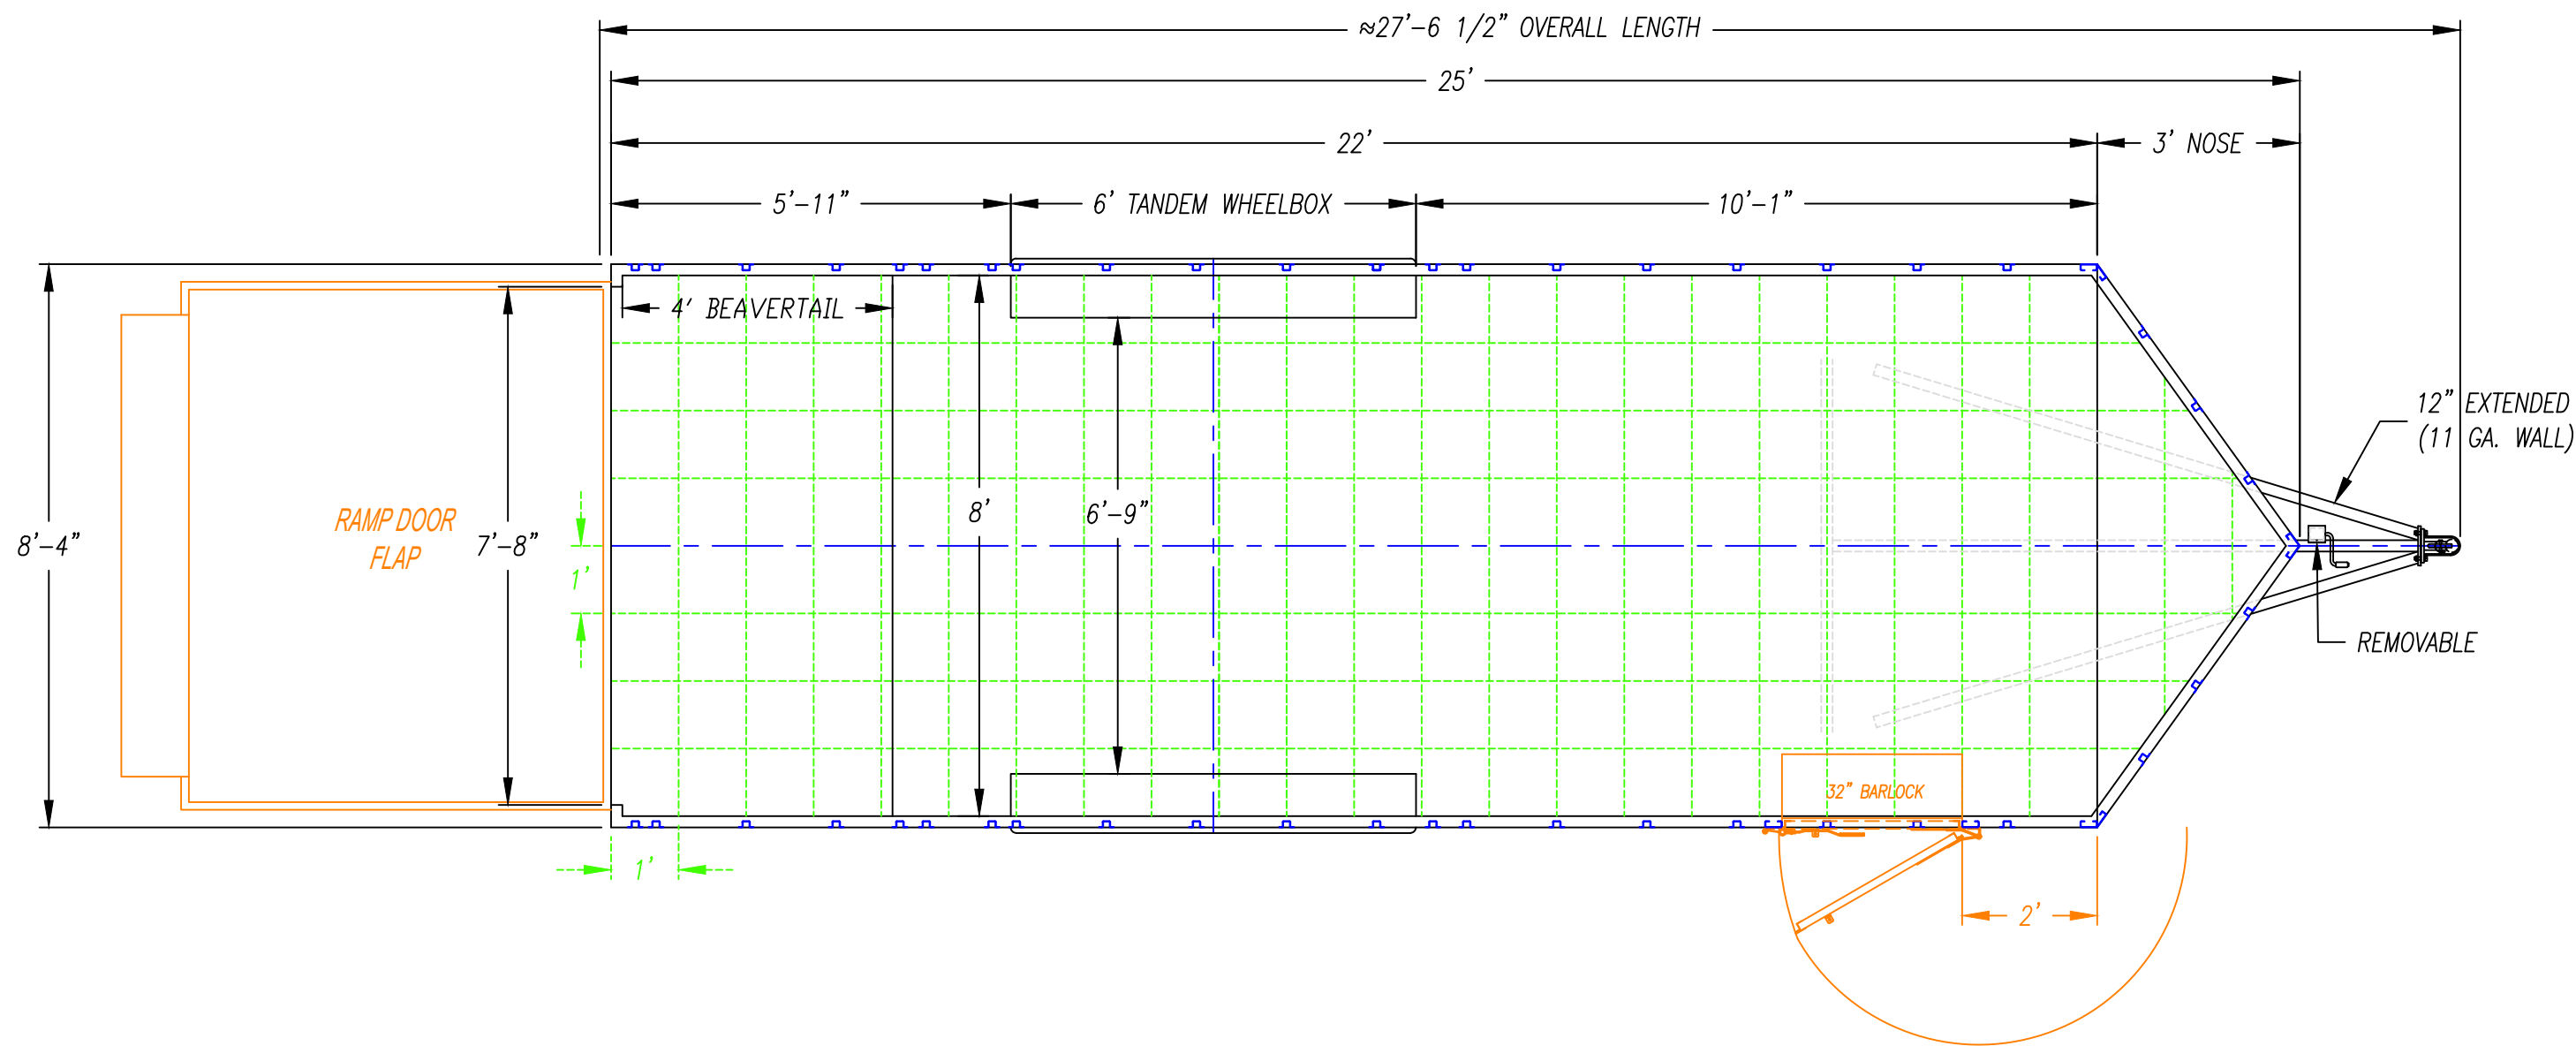 ≈27'-6 1/2" OVERALL LENGTH
25'
22'
3' NOSE
5'-11"
6' TANDEM WHEELBOX
10'-1"
4' BEAVERTAIL
12" EXTENDED
(11 GA. WALL)
8'-4"
RAMP DOOR
FLAP
7'-8"
1'
8'
6'-9"
REMOVABLE
32" BARLOCK
1'
2'